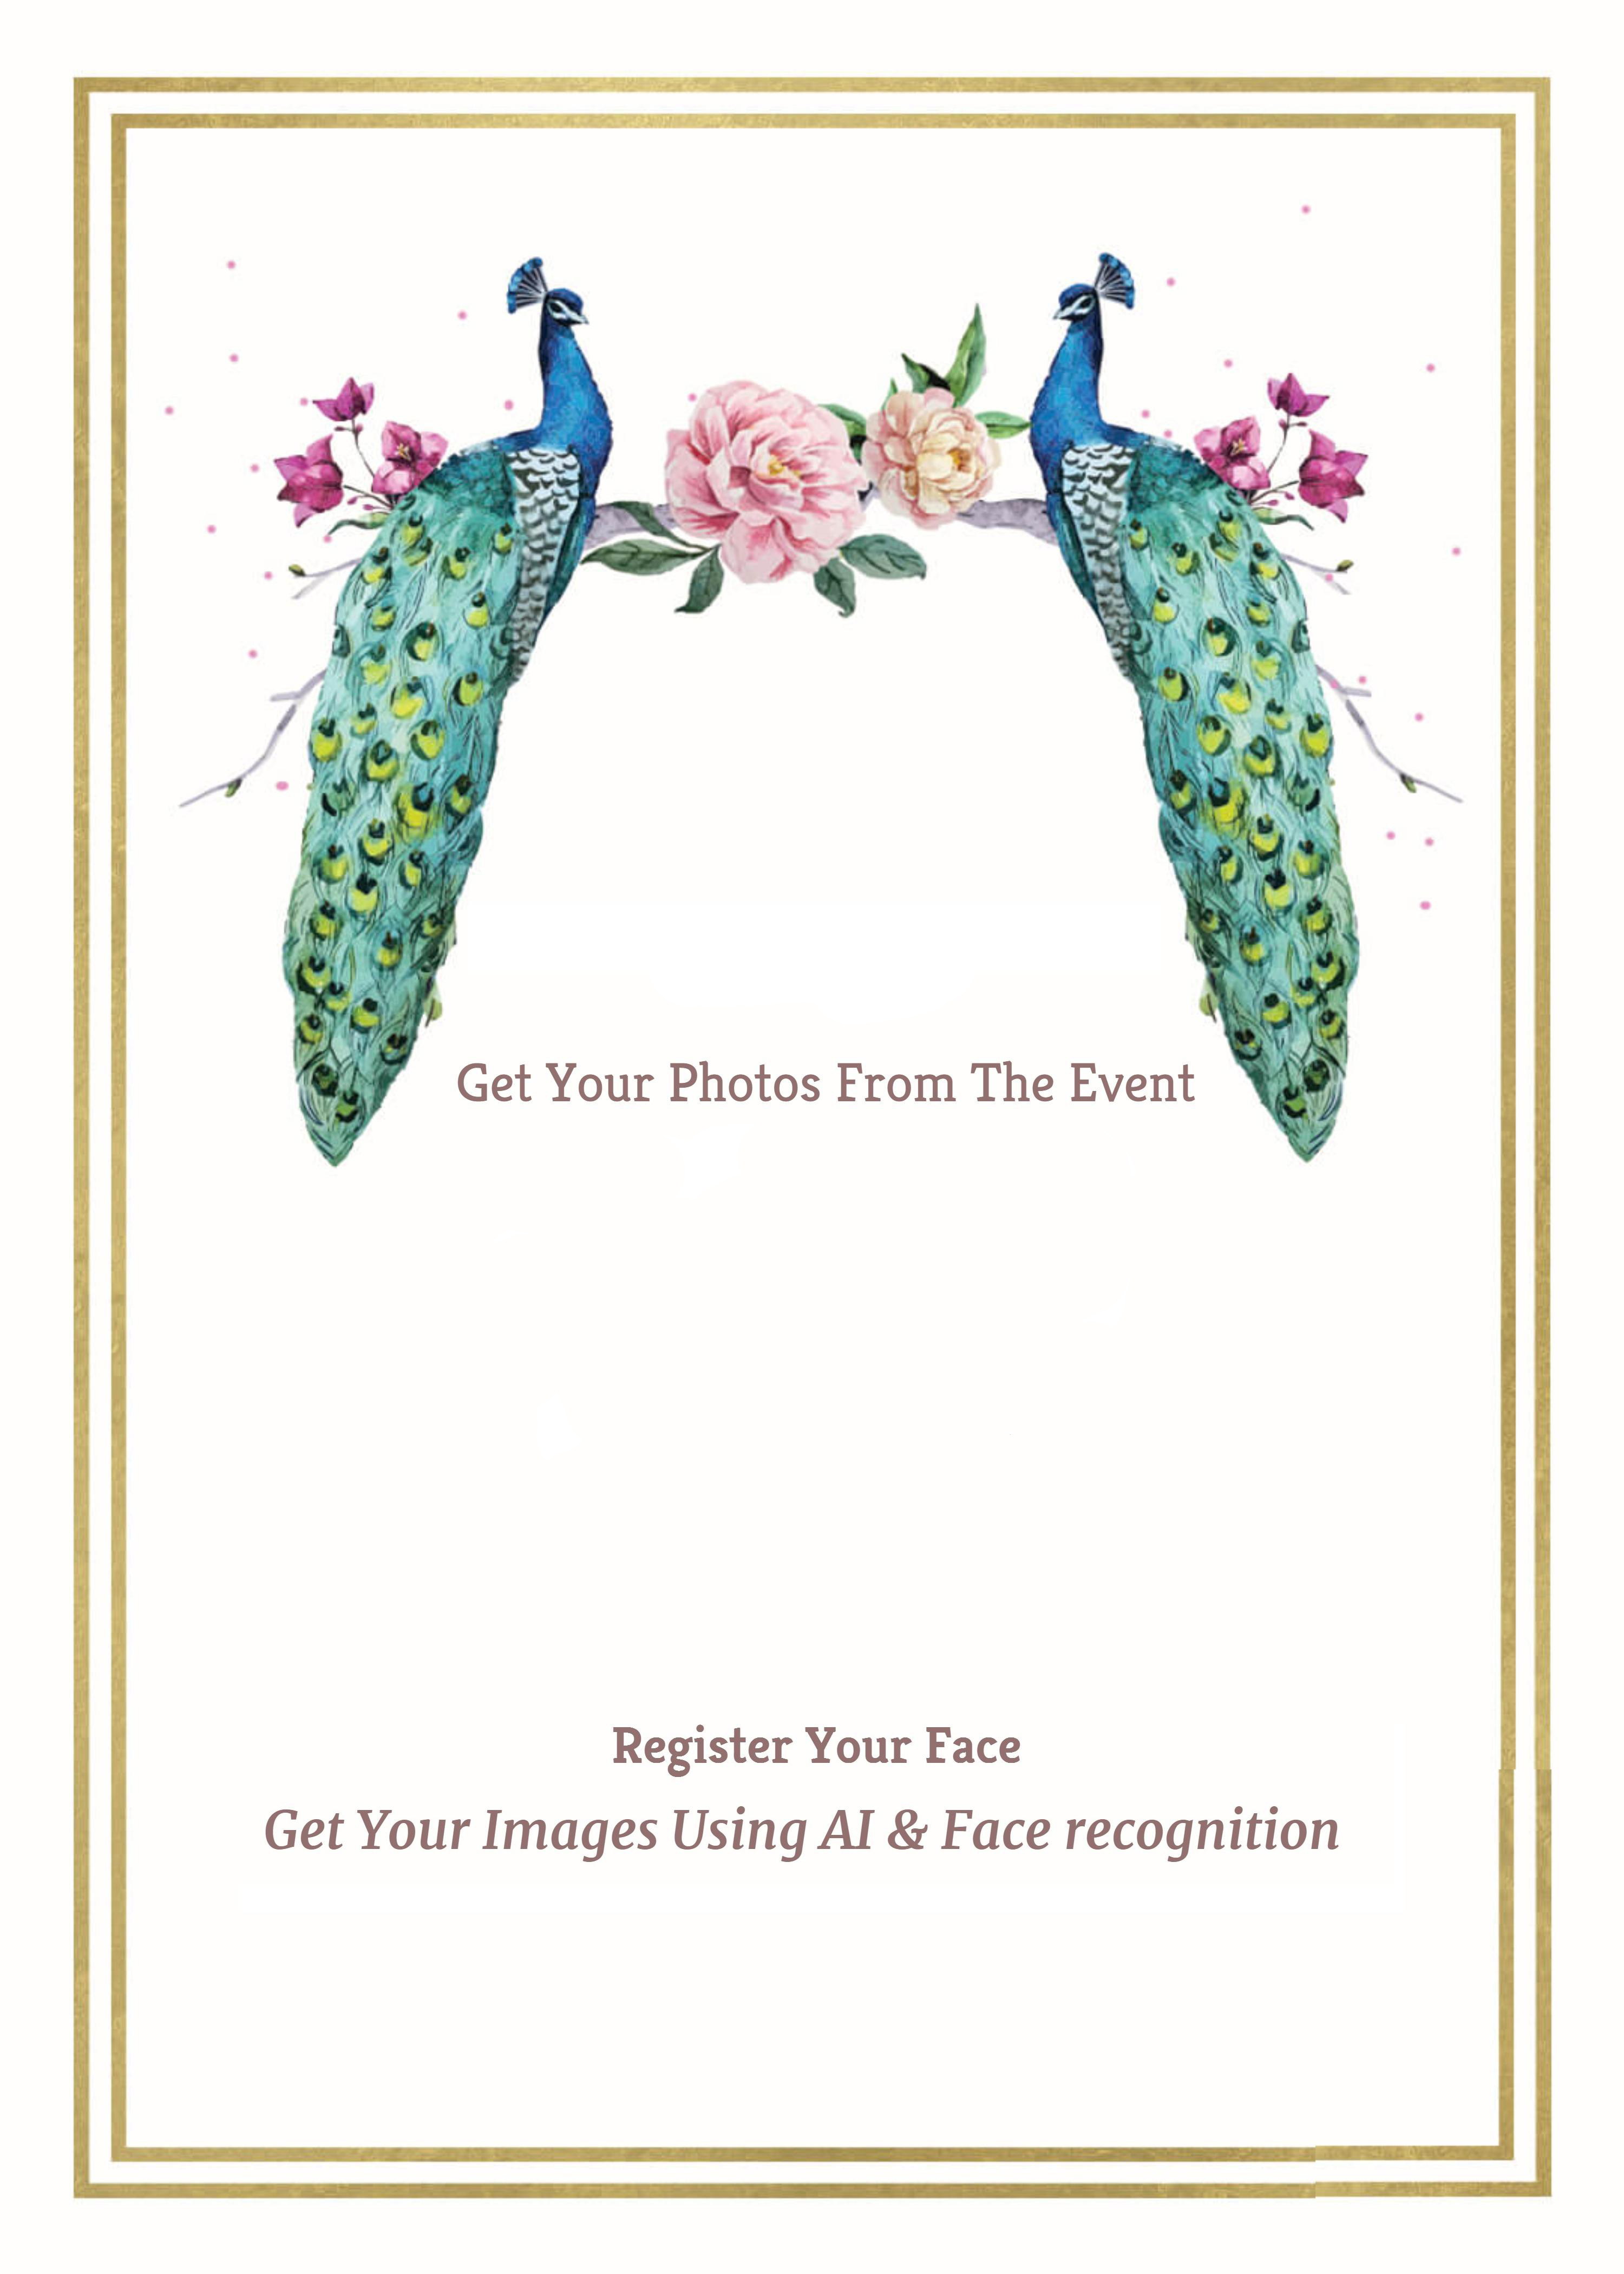 Get Your Photos From The Event
Register Your Face
Get Your Images Using AI & Face recognition